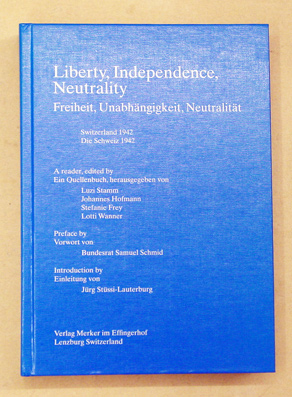 Liberty, Independence,
Neutrality
Freiheit, Unabhängigkeit, Neutralität
Switzerland 1942
Die Schweiz 1942
A reader, edited by
Ein Quellenbuch, herausgegeben von
Luzi Stamm
Johannes Hofmann
Stefanie Frey
Lotti Wanner
Preface by
Vorwort von
Bundesrat Samuel Schmid
Introduction by
Einleitung von
Jürg Stüssi-Lauterburg
Verlag Merker im Effingerhof
Lenzburg Switzerland